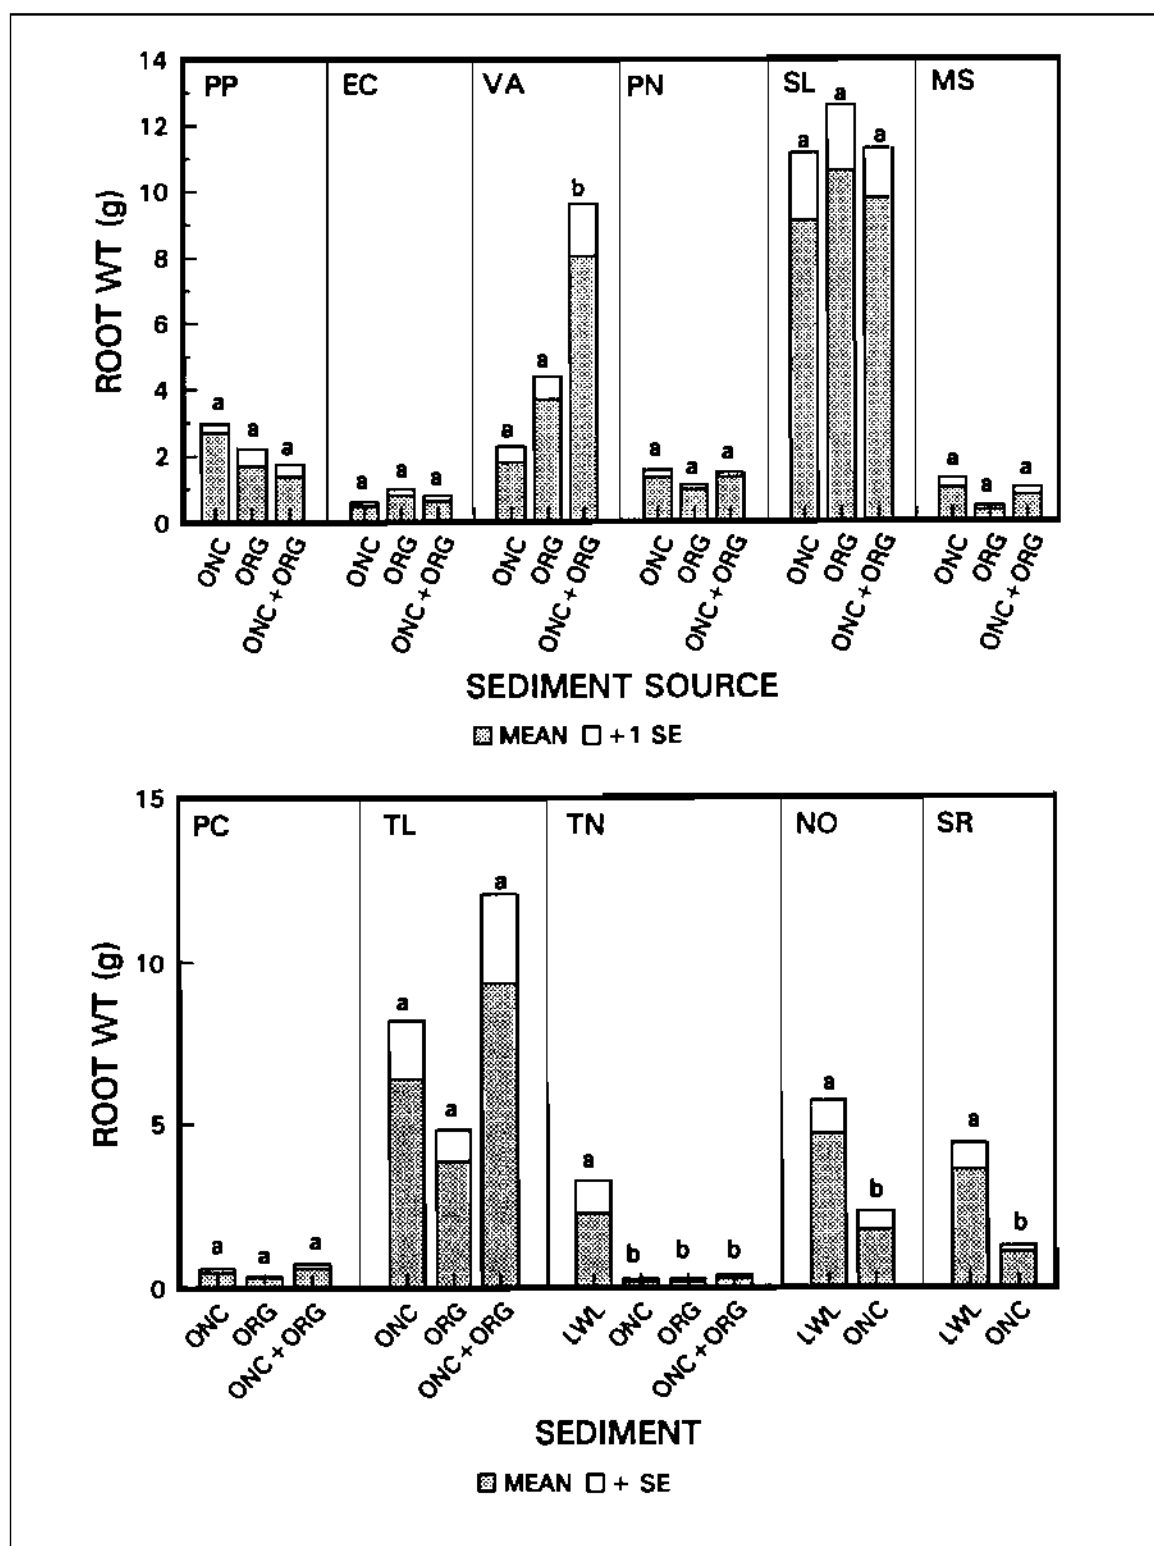 14
12
10
8
6
4
2
0
ROOT WT (g)
PP EC VA PN SL MS
a a a
a a a
a a b
a a a
a a a
a a a
ONC ORG ONC + ORG
ONC ORG ONC + ORG
ONC ORG ONC + ORG
ONC ORG ONC + ORG
ONC ORG ONC + ORG
ONC ORG ONC + ORG
SEDIMENT SOURCE
MEAN + 1 SE
15
10
5
0
ROOT WT (g)
PC TL TN NO SR
a a a
a a a
a b b b
a b
a b
ONC ORG ONC + ORG
ONC ORG ONC + ORG
LWL ONC ORG ONC + ORG
LWL ONC
LWL ONC
SEDIMENT
MEAN + SE